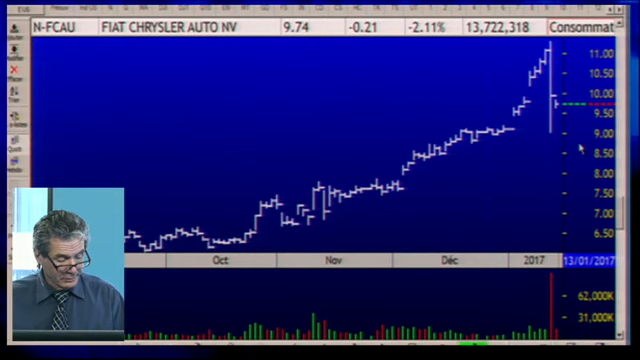 N-FCAU FIAT CHRYSLER AUTO NV 9.74 -0.21 -2.11% 13,722,318 Consommat
11.00
10.50
10.00
9.50
9.00
8.50
8.00
7.50
7.00
6.50
Oct Nov Déc 2017 13/01/2017
62,000K
31,000K